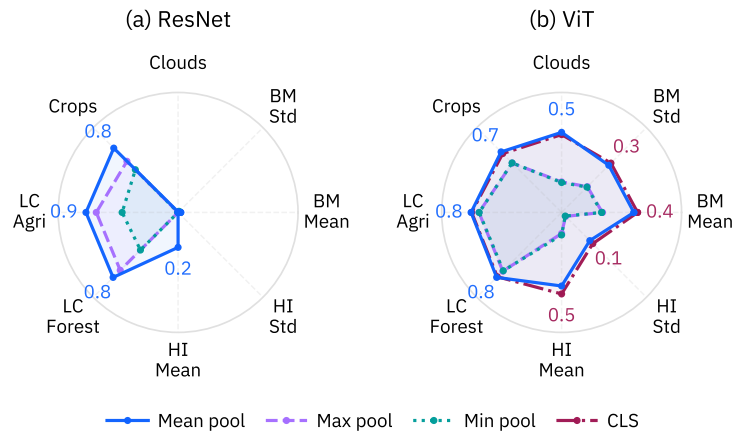 (a) ResNet
Clouds
BM
Std
BM
Mean
HI
Std
HI
Mean
LC
Forest
LC
Agri
Crops
0.8
0.9
0.8
0.2
(b) ViT
Clouds
BM
Std
BM
Mean
HI
Std
HI
Mean
LC
Forest
LC
Agri
Crops
0.5
0.3
0.4
0.1
0.5
0.8
0.8
0.7
Mean pool
Max pool
Min pool
CLS